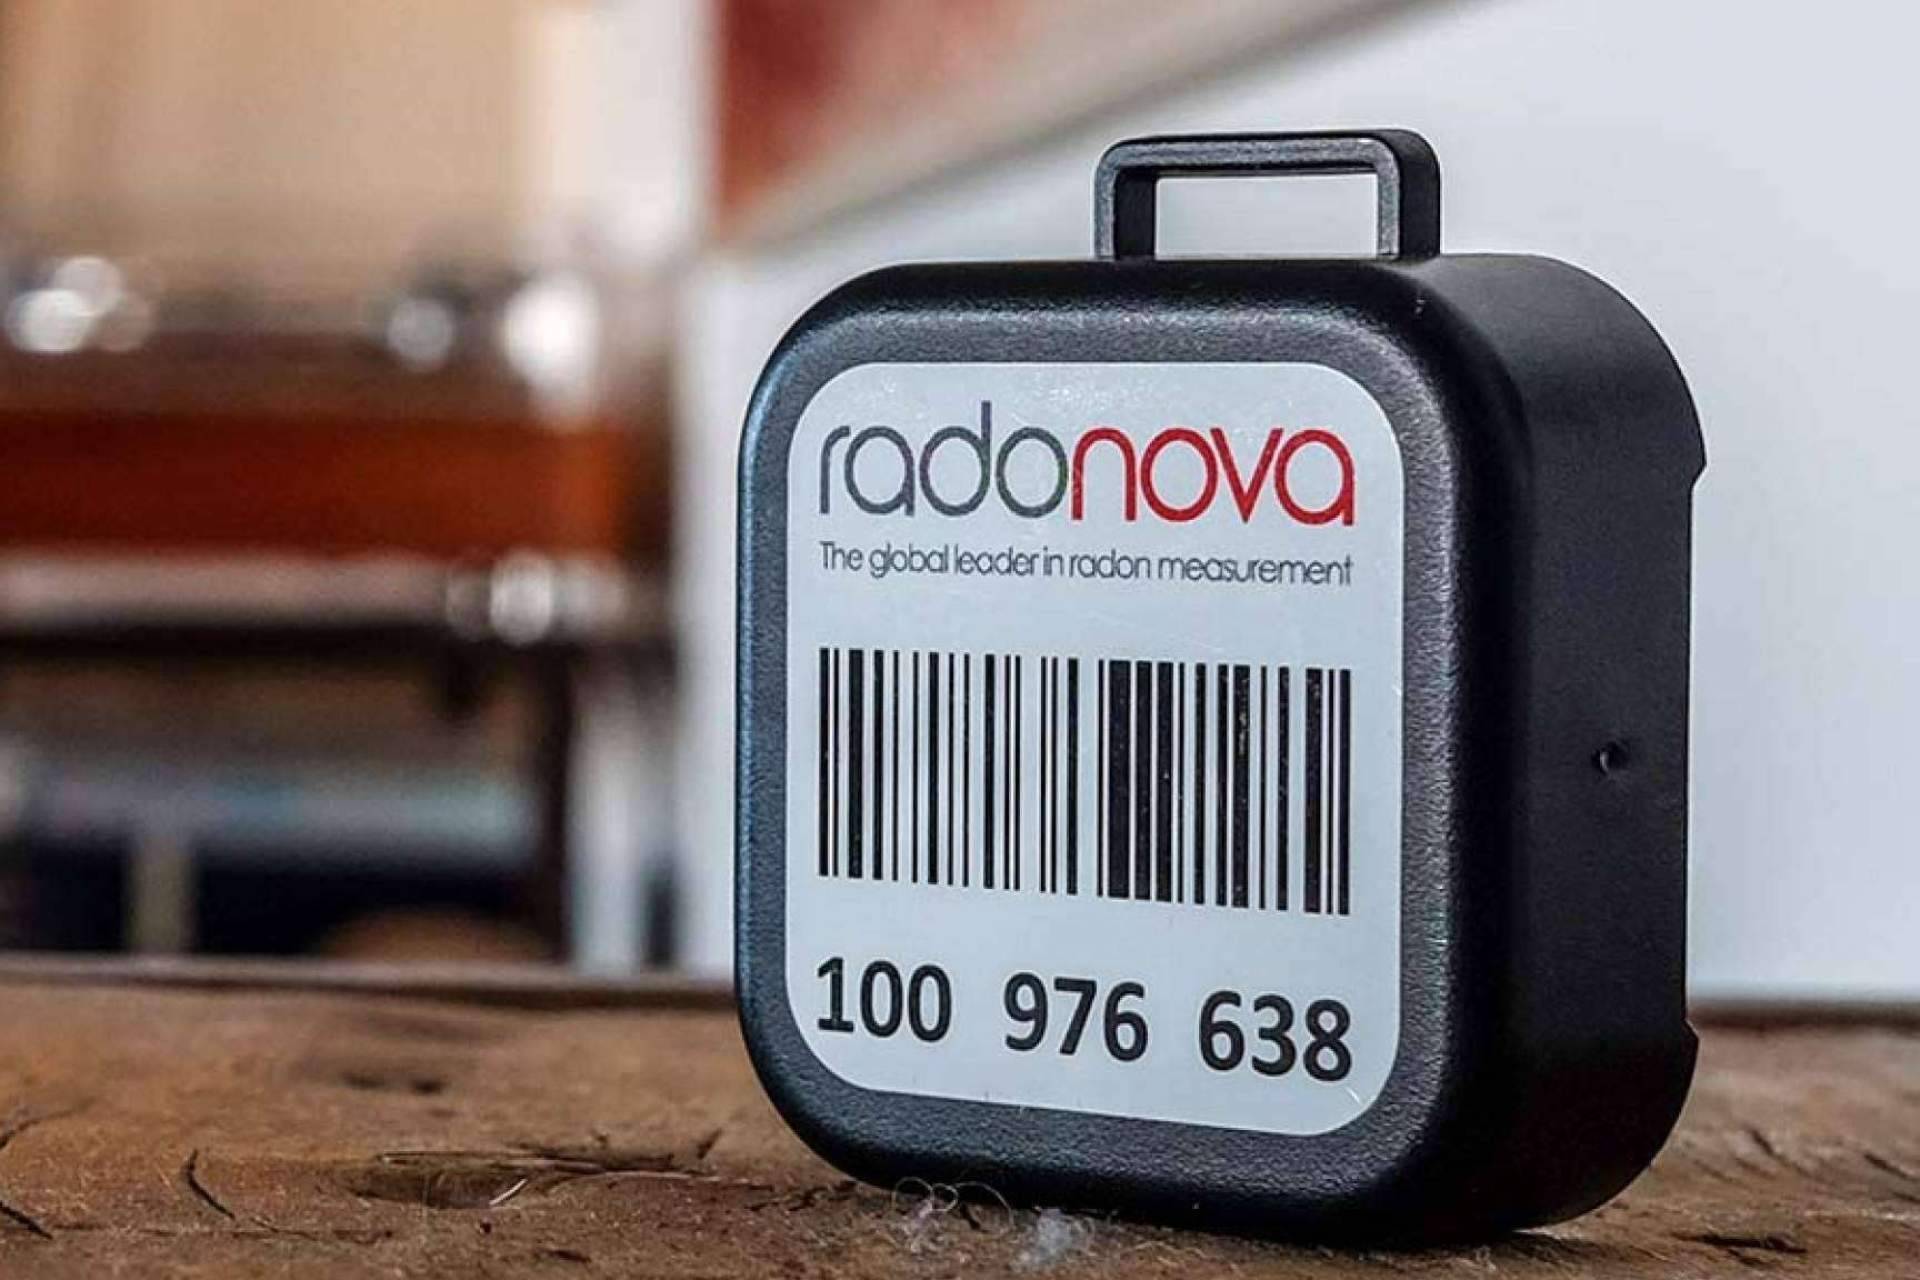 radonova
The global leader in radon measurement
100 976 638